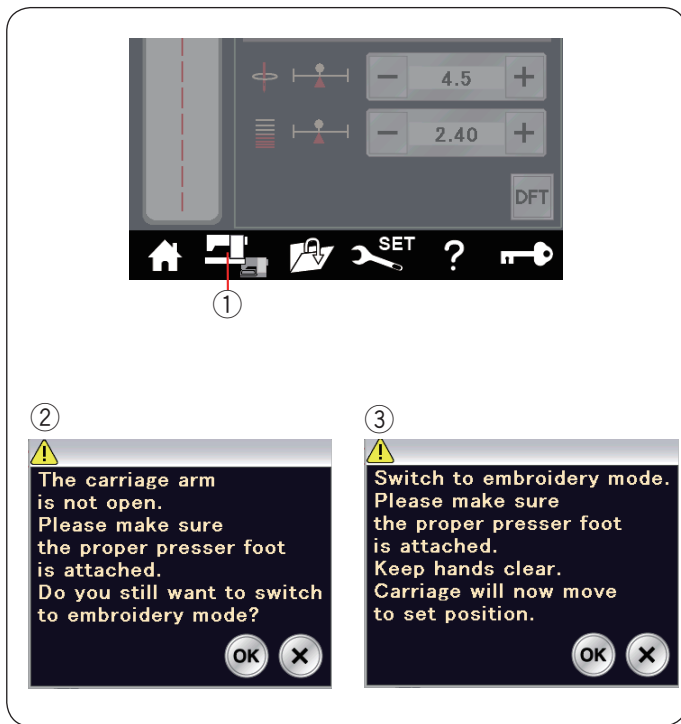 4.5
2.40
DFT
SET
?
①
②
③
The carriage arm
is not open.
Please make sure
the proper presser foot
is attached.
Do you still want to switch
to embroidery mode?
OK
Switch to embroidery mode.
Please make sure
the proper presser foot
is attached.
Keep hands clear.
Carriage will now move
to set position.
OK